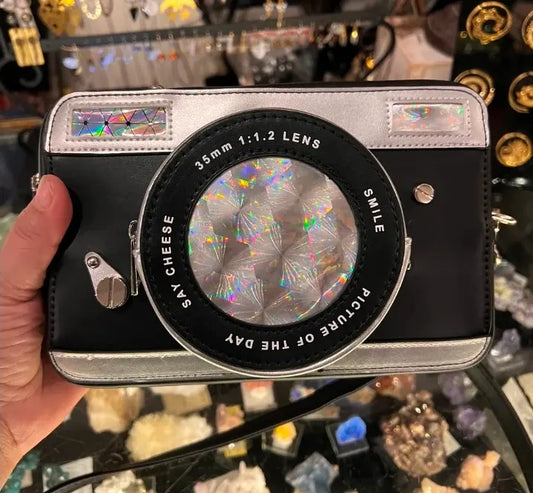 35mm 1:1.2 LENS
SMILE
PICTURE OF THE DAY
SAY CHEESE